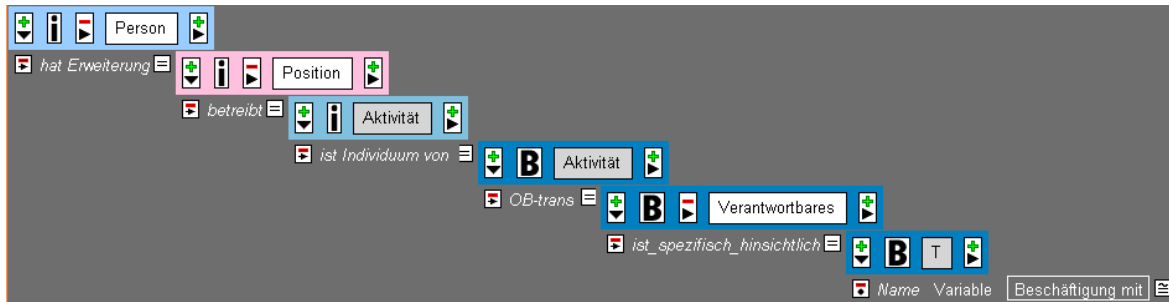 i Person
hat Erweiterung = i Position
betreibt = i Aktivität
ist Individuum von = B Aktivität
OB-trans = B Verantwortbares
ist_spezifisch_hinsichtlich = B T
Name Variable Beschäftigung mit ≅